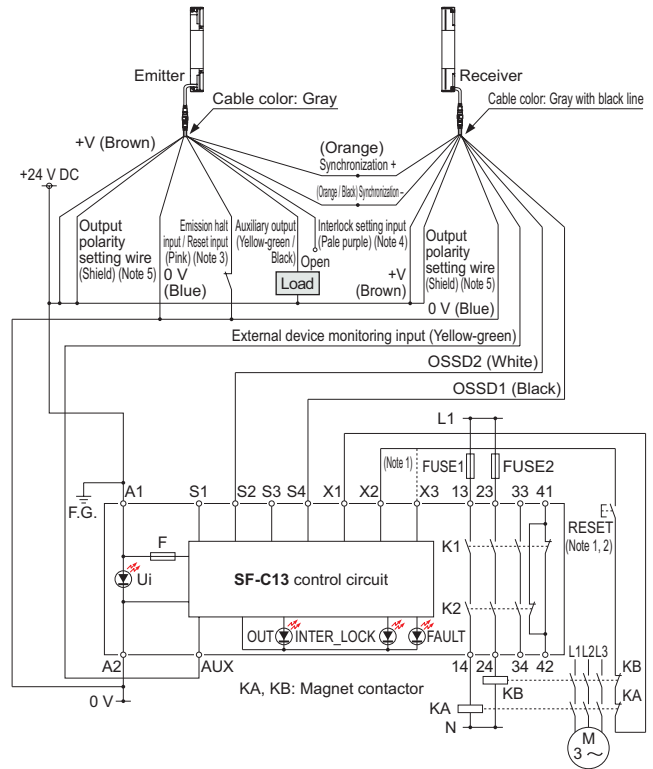 Emitter
Receiver
Cable color: Gray
Cable color: Gray with black line
+V (Brown)
(Orange)
Synchronization +
+24 V DC
(Orange / Black) Synchronization –
Output
polarity
setting wire
(Shield) (Note 5)
Emission halt
input / Reset input
(Pink) (Note 3)
0 V
(Blue)
Auxiliary output
(Yellow-green /
Black)
Interlock setting input
(Pale purple) (Note 4)
Open
Load
+V
(Brown)
Output
polarity
setting wire
(Shield) (Note 5)
0 V (Blue)
External device monitoring input (Yellow-green)
OSSD2 (White)
OSSD1 (Black)
L1
(Note 1)
FUSE1
FUSE2
A1
S1
S2
S3
S4
X1
X2
X3
13
23
33
41
F.G.
F
K1
RESET
(Note 1, 2)
Ui
SF-C13 control circuit
K2
OUT
INTER_LOCK
FAULT
A2
AUX
14
24
34
42
L1L2L3
KB
0 V
KA, KB: Magnet contactor
KB
KA
KA
N
M
3 ~